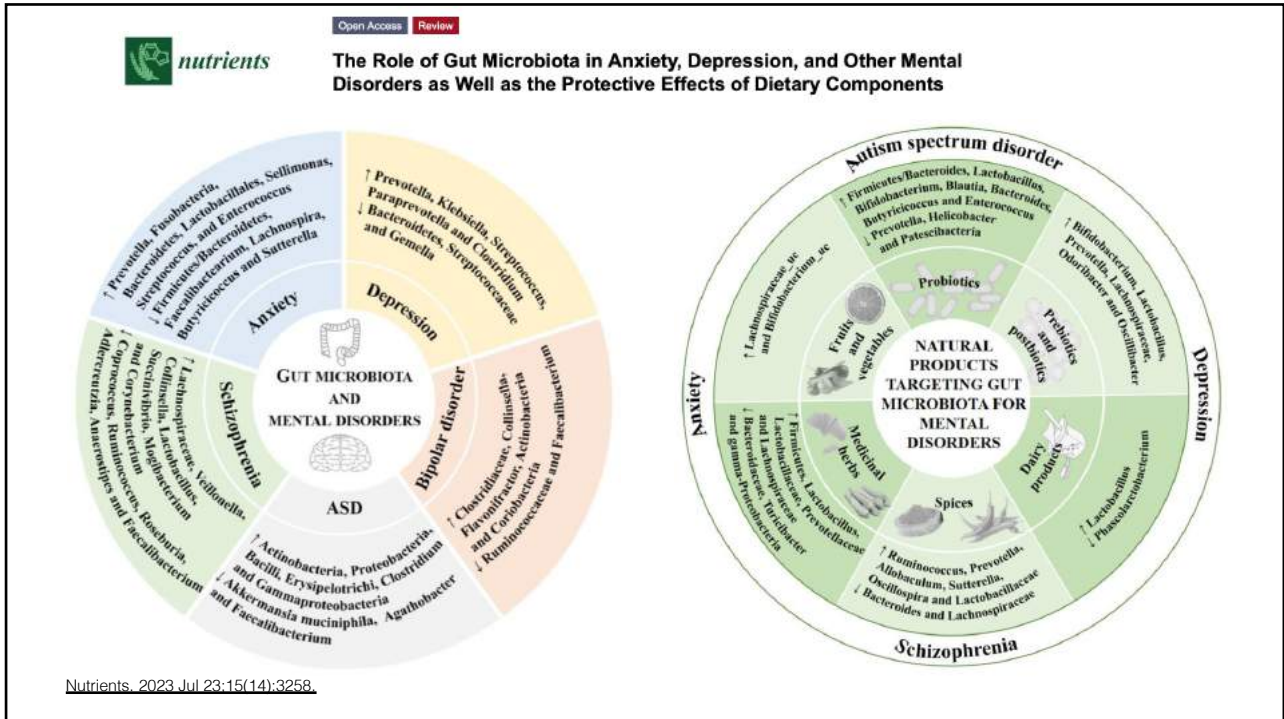 Open Access Review
nutrients
The Role of Gut Microbiota in Anxiety, Depression, and Other Mental
Disorders as Well as the Protective Effects of Dietary Components
↑ Prevotella, Fusobacteria,
Bacteroidetes, Lactobacillales, Sellimonas,
Streptococcus, and Enterococcus
↓ Firmicutes/Bacteroidetes,
Faecalibactearium, Lachnospira,
Butyricicoccus and Sutterella
Anxiety
↑ Prevotella, Klebsiella, Streptococcus,
Paraprevotella and Clostridium
↓ Bacteroidetes, Streptococcaceae
and Gemella
Depression
↑ Clostridiaceae, Collinsella,
Flavonifractor, Actinobacteria
and Coriobacteria
↓ Ruminococcaceae and Faecalibacterium
Bipolar disorder
ASD
↑ Actinobacteria, Proteobacteria,
Bacilli, Erysipelotrichi, Clostridium
and Gammaproteobacteria
↓ Akkermansia muciniphila, Agathobacter
and Faecalibacterium
Schizophrenia
↑ Lachnospiraceae, Veillonella,
Collinsella, Lactobacillus,
Succinivibrio, Mogibacterium
and Corynebacterium
↓ Coprococcus, Ruminococcus, Roseburia,
Adlercreutzia, Anaerostipes and Faecalibacterium
GUT MICROBIOTA
AND
MENTAL DISORDERS
Autism spectrum disorder
↑ Firmicutes/Bacteroides, Lactobacillus,
Bifidobacterium, Blautia, Bacteroides,
Butyricicoccus and Enterococcus
↓ Prevotella, Helicobacter
and Patescibacteria
Probiotics
↑ Bifidobacterium, Lactobacillus,
Prevotella, Lachnospiraceae,
Odoribacter and Oscillibacter
Prebiotics
and
postbiotics
Depression
↑ Lactobacillus
↓ Phascolarctobacterium
Dairy
products
Spices
↑ Ruminococcus, Prevotella,
Allobaculum, Sutterella,
Oscillospira and Lactobacillaceae
↓ Bacteroides and Lachnospiraceae
Schizophrenia
Medicinal
herbs
↑ Firmicutes, Lactobacillus,
Lactobacillaceae, Prevotellaceae
and Lachnospiraceae
↑ Bacteroidaceae, Turicibacter
and gamma-Proteobacteria
Anxiety
↑ Lachnospiraceae_uc
and Bifidobacterium_uc
Fruits
and
vegetables
NATURAL
PRODUCTS
TARGETING GUT
MICROBIOTA FOR
MENTAL
DISORDERS
Nutrients. 2023 Jul 23;15(14):3258.